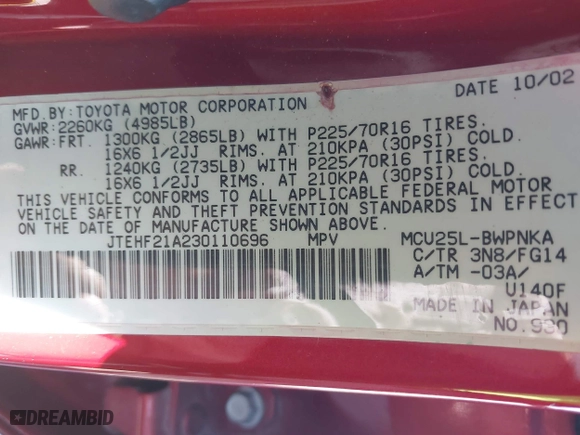 DATE 10/02
MFD.BY:TOYOTA MOTOR CORPORATION
GVWR:2260KG (4985LB)
GAWR:FRT. 1300KG (2865LB) WITH P225/70R16 TIRES.
16X6 1/2JJ RIMS. AT 210KPA (30PSI) COLD.
RR. 1240KG (2735LB) WITH P225/70R16 TIRES.
16X6 1/2JJ RIMS. AT 210KPA (30PSI) COLD.
THIS VEHICLE CONFORMS TO ALL APPLICABLE FEDERAL MOTOR
VEHICLE SAFETY AND THEFT PREVENTION STANDARDS IN EFFECT
ON THE DATE OF MANUFACTURE SHOWN ABOVE.
JTEHF21A230110696 MPV MCU25L-BWPNKA
C/TR 3N8/FG14
A/TM -03A/
U140F
MADE IN JAPAN
NO.930
DREAMBID